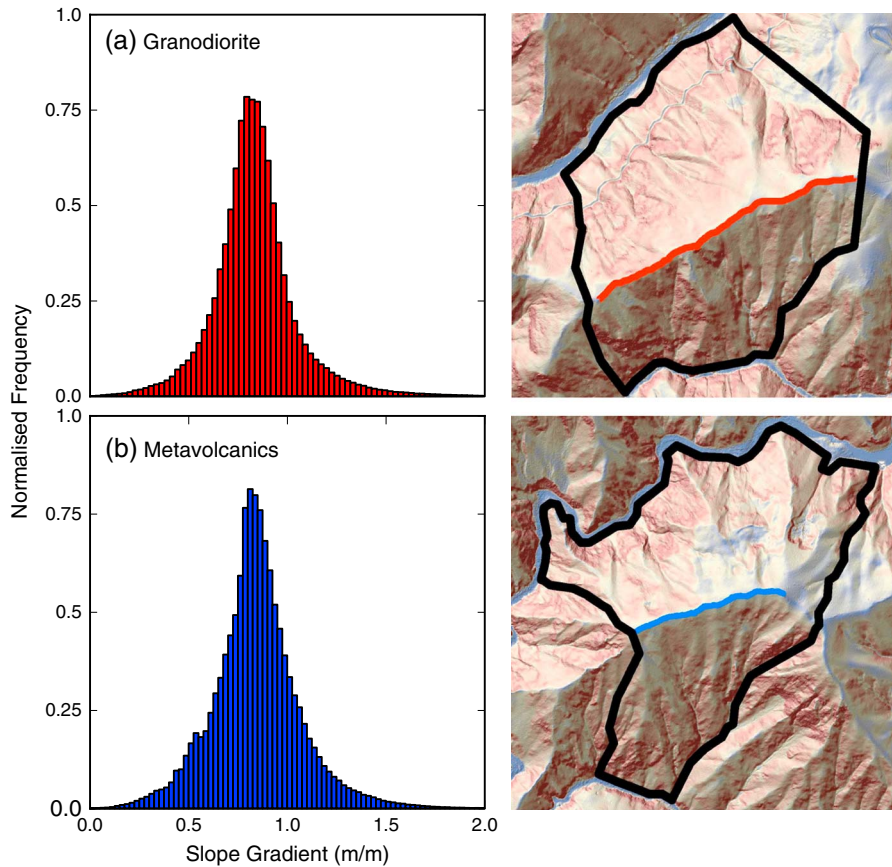 1.0
(a) Granodiorite
0.75
0.5
0.25
0.0
Normalised Frequency
1.0
(b) Metavolcanics
0.75
0.5
0.25
0.0
0.0 0.5 1.0 1.5 2.0
Slope Gradient (m/m)